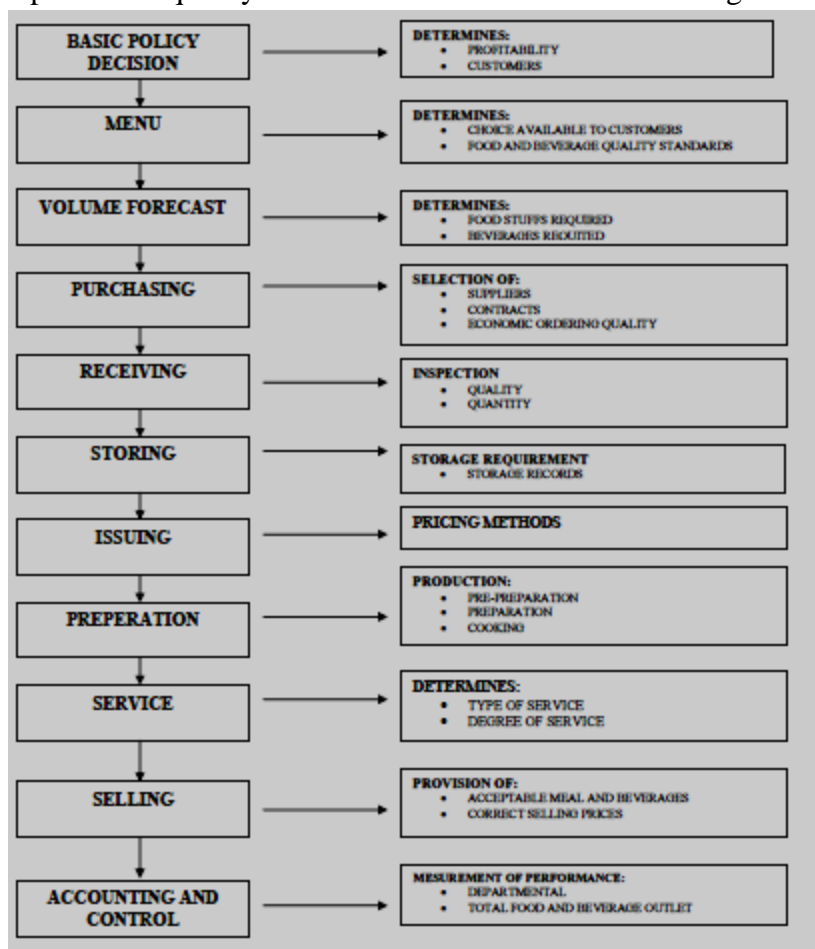 BASIC POLICY
DECISION
DETERMINES:
• PROFITABILITY
• CUSTOMERS
MENU
DETERMINES:
• CHOICE AVAILABLE TO CUSTOMERS
• FOOD AND BEVERAGE QUALITY STANDARDS
VOLUME FORECAST
DETERMINES:
• FOOD STUFFS REQUIRED
• BEVERAGES REQUITED
PURCHASING
SELECTION OF:
• SUPPLIERS
• CONTRACTS
• ECONOMIC ORDERING QUALITY
RECEIVING
INSPECTION
• QUALITY
• QUANTITY
STORING
STORAGE REQUIREMENT
• STORAGE RECORDS
ISSUING
PRICING METHODS
PREPERATION
PRODUCTION:
• PRE-PREPARATION
• PREPARATION
• COOKING
SERVICE
DETERMINES:
• TYPE OF SERVICE
• DEGREE OF SERVICE
SELLING
PROVISION OF:
• ACCEPTABLE MEAL AND BEVERAGES
• CORRECT SELLING PRICES
ACCOUNTING AND
CONTROL
MESUREMENT OF PERFORMANCE:
• DEPARTMENTAL
• TOTAL FOOD AND BEVERAGE OUTLET